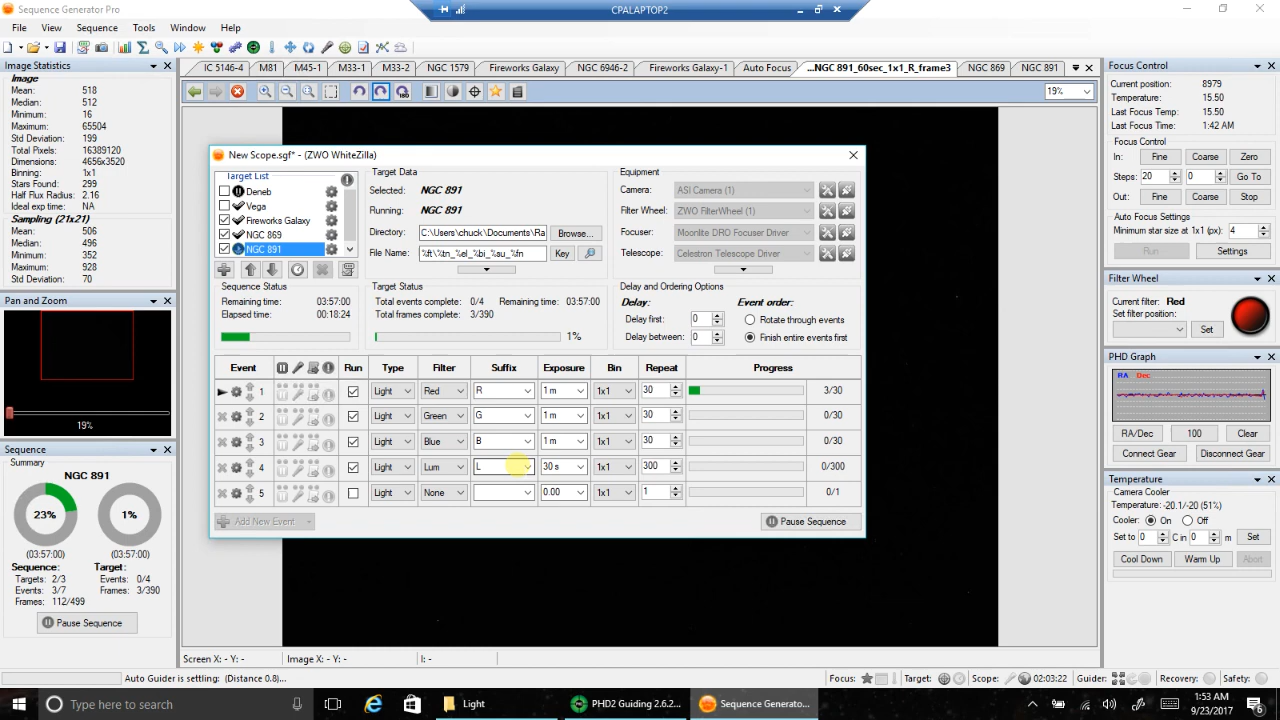 Sequence Generator Pro
CPALAPTOP2
File View Sequence Tools Window Help
Image Statistics
Image
Mean: 518
Median: 512
Minimum: 16
Maximum: 65504
Std Deviation: 199
Total Pixels: 16389120
Dimensions: 4656x3520
Binning: 1x1
Stars Found: 299
Half Flux Radius: 2.16
Ideal Exposure: NA
Sampling (21x21)
Mean: 506
Median: 496
Minimum: 352
Maximum: 928
Std Deviation: 70
Pan and Zoom
19%
Sequence
Summary
NGC 891
23% 1%
(03:57:00) (03:57:00)
Sequence: Target:
Targets: 2/3 Events: 0/4
Events: 3/7 Frames: 3/390
Frames: 112/499
Pause Sequence
IC 5146-4 M81 M45-1 M33-1 M33-2 NGC 1579 Fireworks Galaxy NGC 6946-2 Fireworks Galaxy-1 Auto Focus ...NGC 891_60sec_1x1_R_frame3 NGC 869 NGC 891
19%
New Scope.sgf* - (ZWO WhiteZilla)
Target List
Deneb
Vega
Fireworks Galaxy
NGC 869
NGC 891
Target Data
Selected: NGC 891
Running: NGC 891
Directory: C:\Users\chuck\Documents\Ra Browse...
File Name: %ft\%tn_%el_%bi_%su_%fn Key
Equipment
Camera: ASI Camera (1)
Filter Wheel: ZWO FilterWheel (1)
Focuser: Moonlite DRO Focuser Driver
Telescope: Celestron Telescope Driver
Sequence Status
Remaining time: 03:57:00
Elapsed time: 00:18:24
Target Status
Total events complete: 0/4 Remaining time: 03:57:00
Total frames complete: 3/390
1%
Delay and Ordering Options
Delay: Event order:
Delay first: 0 Rotate through events
Delay between: 0 Finish entire events first
Event Run Type Filter Suffix Exposure Bin Repeat Progress
1 Light Red R 1 m 1x1 30 3/30
2 Light Green G 1 m 1x1 30 0/30
3 Light Blue B 1 m 1x1 30 0/30
4 Light Lum L 30 s 1x1 300 0/300
5 Light None 0.00 1x1 1 0/1
Add New Event Pause Sequence
Screen X: - Y: - Image X: - Y: - I: -
Focus Control
Current position: 8979
Temperature: 15.50
Last Focus Temp: 15.50
Last Focus Time: 1:42 AM
Focus Control
In: Fine Coarse Zero
Steps: 20 0 Go To
Out: Fine Coarse Stop
Auto Focus Settings
Minimum star size at 1x1 (px): 4
Run Settings
Filter Wheel
Current filter: Red
Set filter position:
Set
PHD Graph
RA Dec
RA/Dec 100 Clear
Connect Gear Disconnect Gear
Temperature
Camera Cooler
Temperature: -20.1/-20 (51%)
Cooler: On Off
Set to 0 C in 0 m Set
Cool Down Warm Up Abort
Auto Guider is settling: (Distance 0.8)...
Focus: Target: Scope: 02:03:22 Guider: Recovery: Safety:
Type here to search
Light
PHD2 Guiding 2.6.2...
Sequence Generato...
1:53 AM
9/23/2017